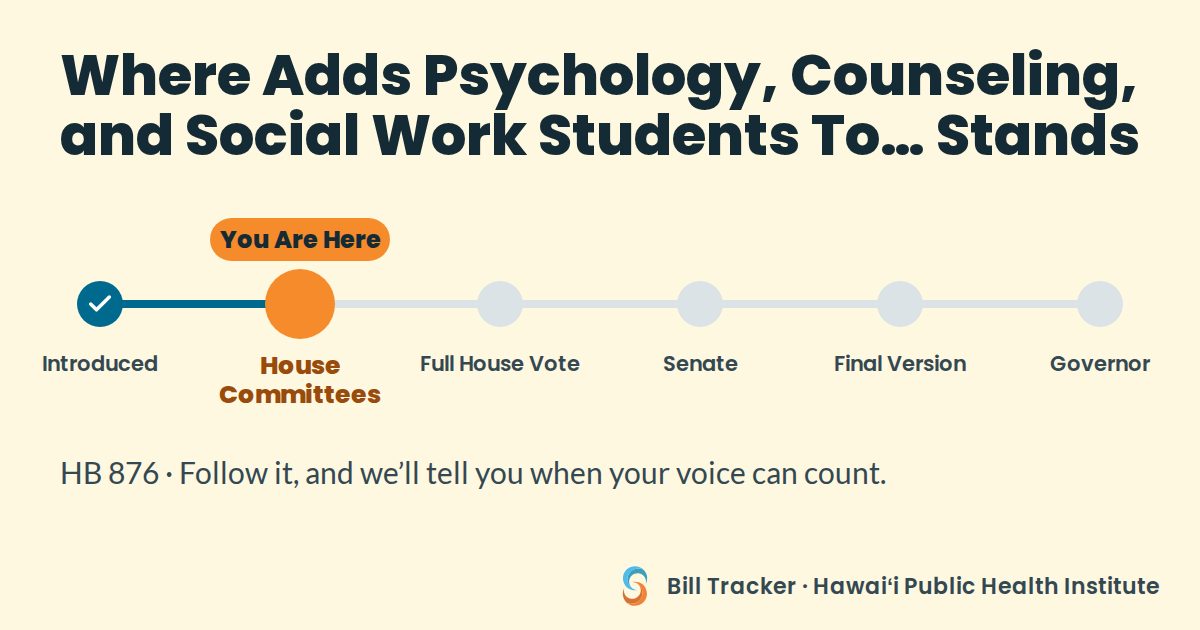 Where Adds Psychology, Counseling,
and Social Work Students To... Stands
You Are Here
Introduced
House
Committees
Full House Vote
Senate
Final Version
Governor
HB 876 · Follow it, and we’ll tell you when your voice can count.
Bill Tracker · Hawaiʻi Public Health Institute